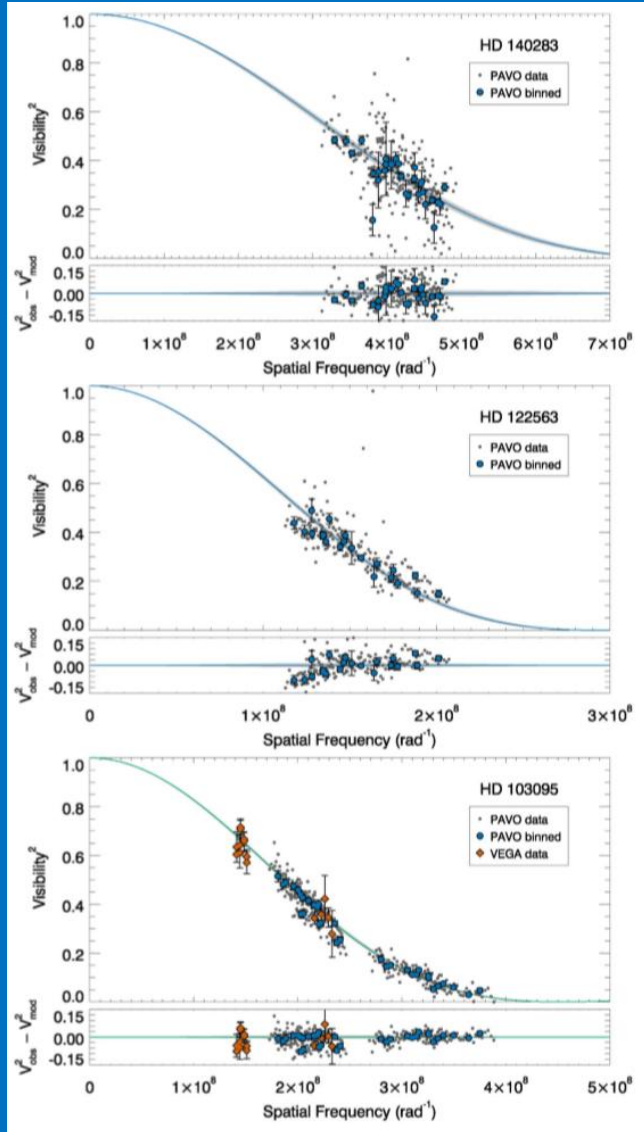 HD 140283
PAVO data
PAVO binned
Visibility²
1.0
0.8
0.6
0.4
0.2
0.0
V²obs − V²mod
0.15
0.00
-0.15
0 1×10⁸ 2×10⁸ 3×10⁸ 4×10⁸ 5×10⁸ 6×10⁸ 7×10⁸
Spatial Frequency (rad⁻¹)
HD 122563
PAVO data
PAVO binned
Visibility²
1.0
0.8
0.6
0.4
0.2
0.0
V²obs − V²mod
0.15
0.00
-0.15
0 1×10⁸ 2×10⁸ 3×10⁸
Spatial Frequency (rad⁻¹)
HD 103095
PAVO data
PAVO binned
VEGA data
Visibility²
1.0
0.8
0.6
0.4
0.2
0.0
V²obs − V²mod
0.15
0.00
-0.15
0 1×10⁸ 2×10⁸ 3×10⁸ 4×10⁸ 5×10⁸
Spatial Frequency (rad⁻¹)